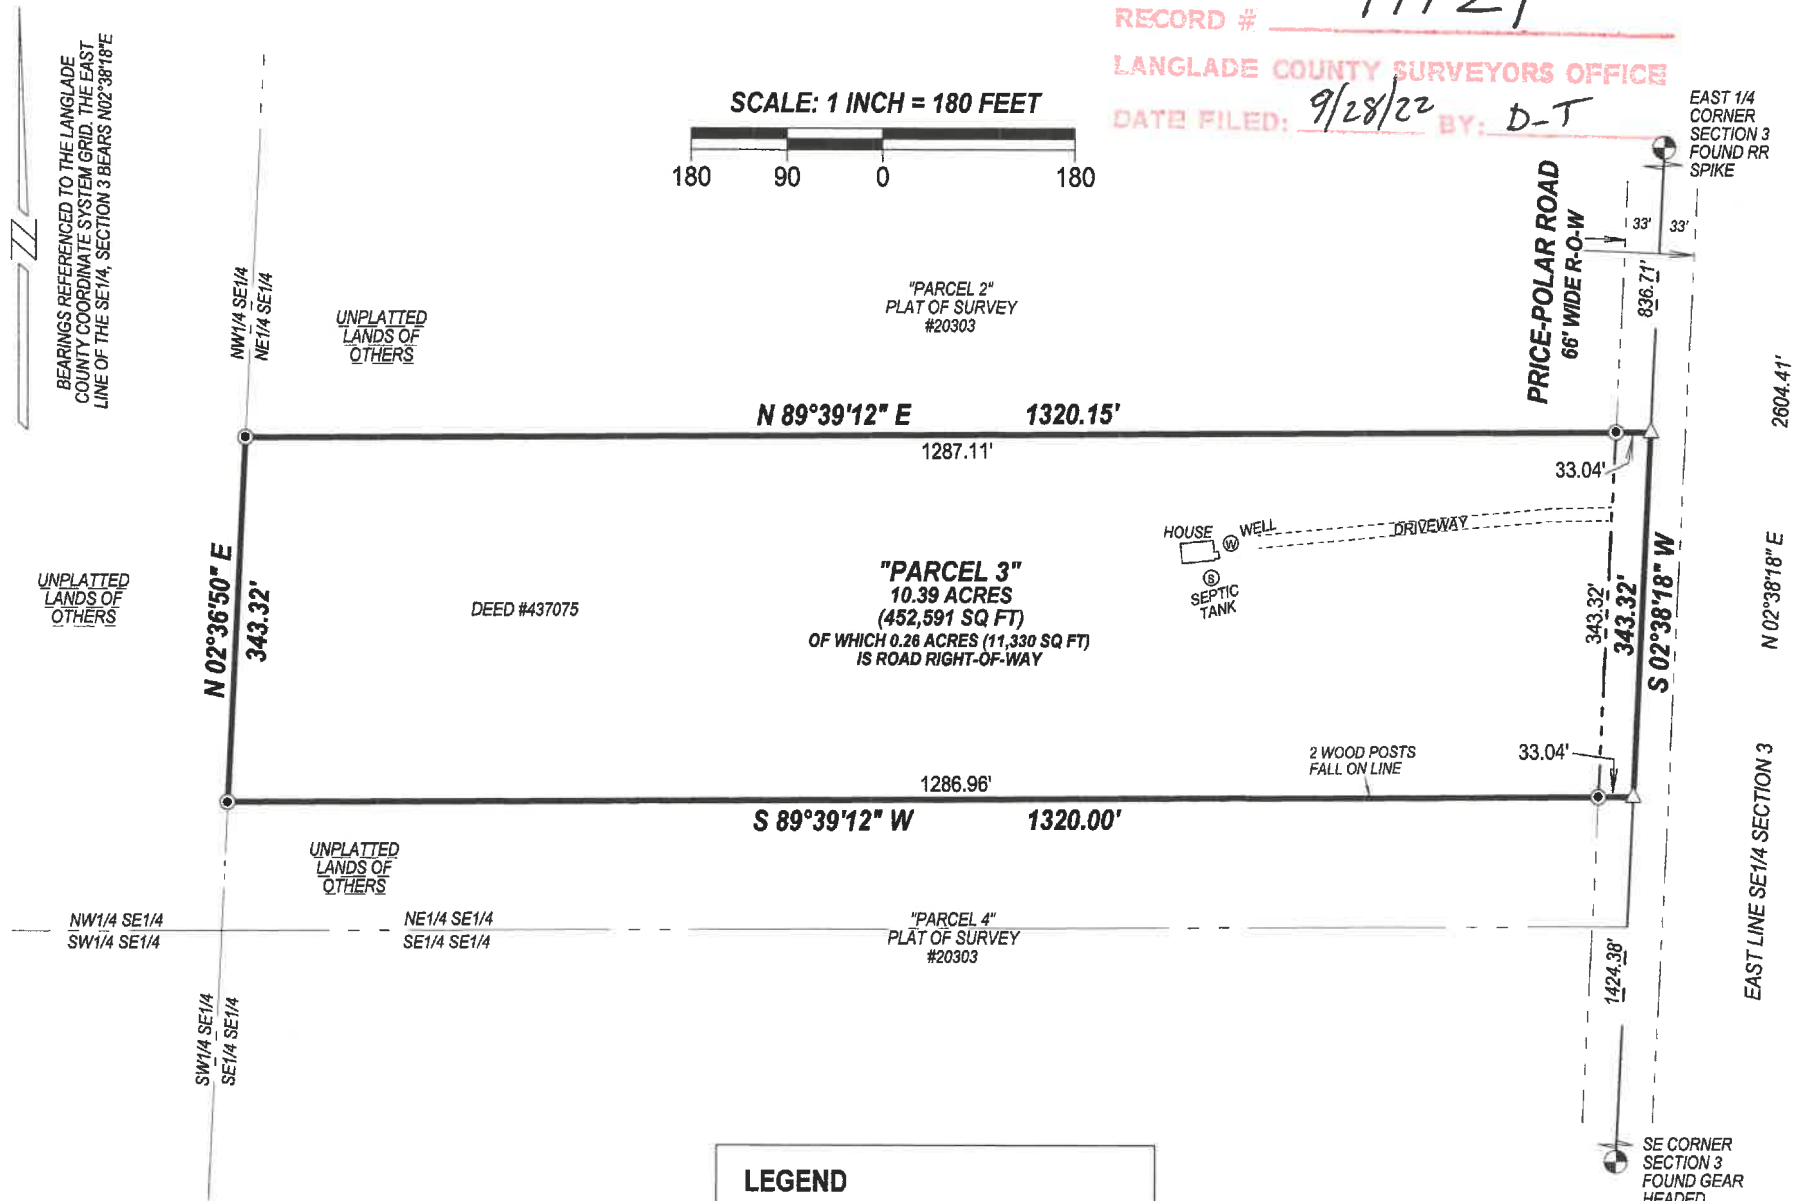 RECORD #
LANGLADE COUNTY SURVEYORS OFFICE
DATE FILED: 9/28/22 BY: D-T
BEARINGS REFERENCED TO THE LANGLADE
COUNTY COORDINATE SYSTEM GRID. THE EAST
LINE OF THE SE1/4, SECTION 3 BEARS N02°38'18"E
SCALE: 1 INCH = 180 FEET
180 90 0 180
EAST 1/4
CORNER
SECTION 3
FOUND RR
SPIKE
PRICE-POLAR ROAD
66' WIDE R-O-W
33' 33'
836.71'
2604.41'
NW1/4 SE1/4
NE1/4 SE1/4
UNPLATTED
LANDS OF
OTHERS
"PARCEL 2"
PLAT OF SURVEY
#20303
N 89°39'12" E 1320.15'
1287.11'
33.04'
HOUSE
WELL
W
DRIVEWAY
S
SEPTIC
TANK
UNPLATTED
LANDS OF
OTHERS
N 02°36'50" E
343.32'
DEED #437075
"PARCEL 3"
10.39 ACRES
(452,591 SQ FT)
OF WHICH 0.26 ACRES (11,330 SQ FT)
IS ROAD RIGHT-OF-WAY
343.32'
343.32'
S 02°38'18" W
N 02°38'18" E
2 WOOD POSTS
FALL ON LINE
33.04'
1286.96'
S 89°39'12" W 1320.00'
UNPLATTED
LANDS OF
OTHERS
NW1/4 SE1/4
SW1/4 SE1/4
NE1/4 SE1/4
SE1/4 SE1/4
"PARCEL 4"
PLAT OF SURVEY
#20303
1424.38'
EAST LINE SE1/4 SECTION 3
SW1/4 SE1/4
SE1/4 SE1/4
LEGEND
SE CORNER
SECTION 3
FOUND GEAR
HEADED